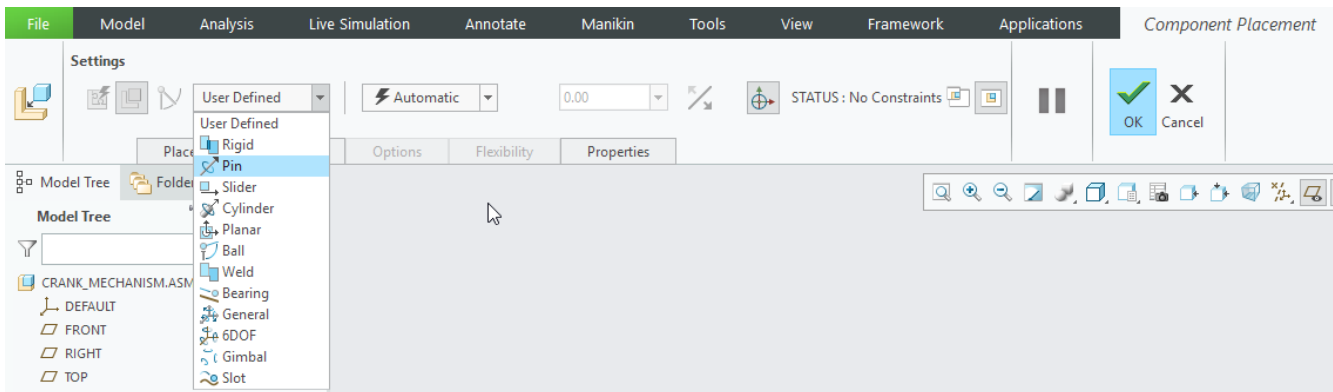 File Model Analysis Live Simulation Annotate Manikin Tools View Framework Applications Component Placement
Settings
User Defined Automatic 0.00 STATUS : No Constraints OK Cancel
User Defined
Rigid
Options Flexibility Properties
Pin
Model Tree
Slider
Model Tree
Cylinder
Planar
Ball
Weld
CRANK_MECHANISM.ASM
Bearing
DEFAULT
General
FRONT
6DOF
RIGHT
Gimbal
TOP
Slot